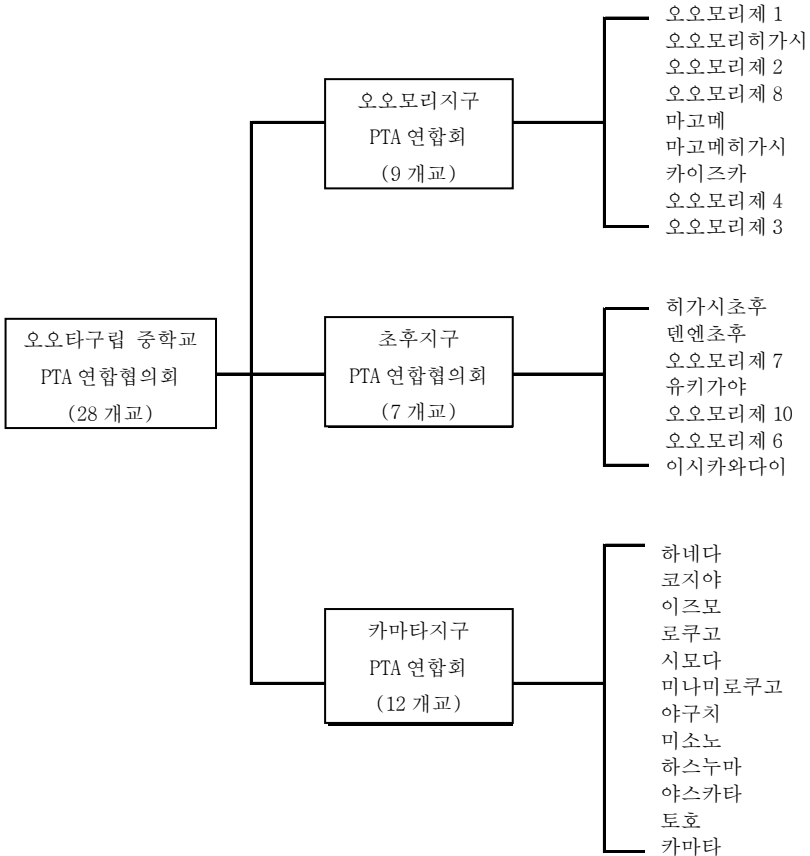 오오타구립 중학교
PTA 연합협의회
(28 개교)
오오모리지구
PTA 연합회
(9 개교)
오오모리제 1
오오모리히가시
오오모리제 2
오오모리제 8
마고메
마고메히가시
카이즈카
오오모리제 4
오오모리제 3
초후지구
PTA 연합협의회
(7 개교)
히가시초후
덴엔초후
오오모리제 7
유키가야
오오모리제 10
오오모리제 6
이시카와다이
카마타지구
PTA 연합회
(12 개교)
하네다
코지야
이즈모
로쿠고
시모다
미나미로쿠고
야구치
미소노
하스누마
야스카타
토호
카마타